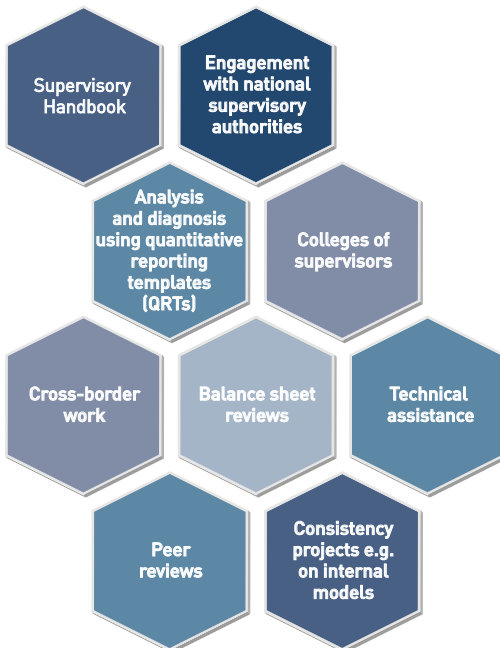 Supervisory
Handbook
Engagement
with national
supervisory
authorities
Analysis
and diagnosis
using quantitative
reporting
templates
(QRTs)
Colleges of
supervisors
Cross-border
work
Balance sheet
reviews
Technical
assistance
Peer
reviews
Consistency
projects e.g.
on internal
models